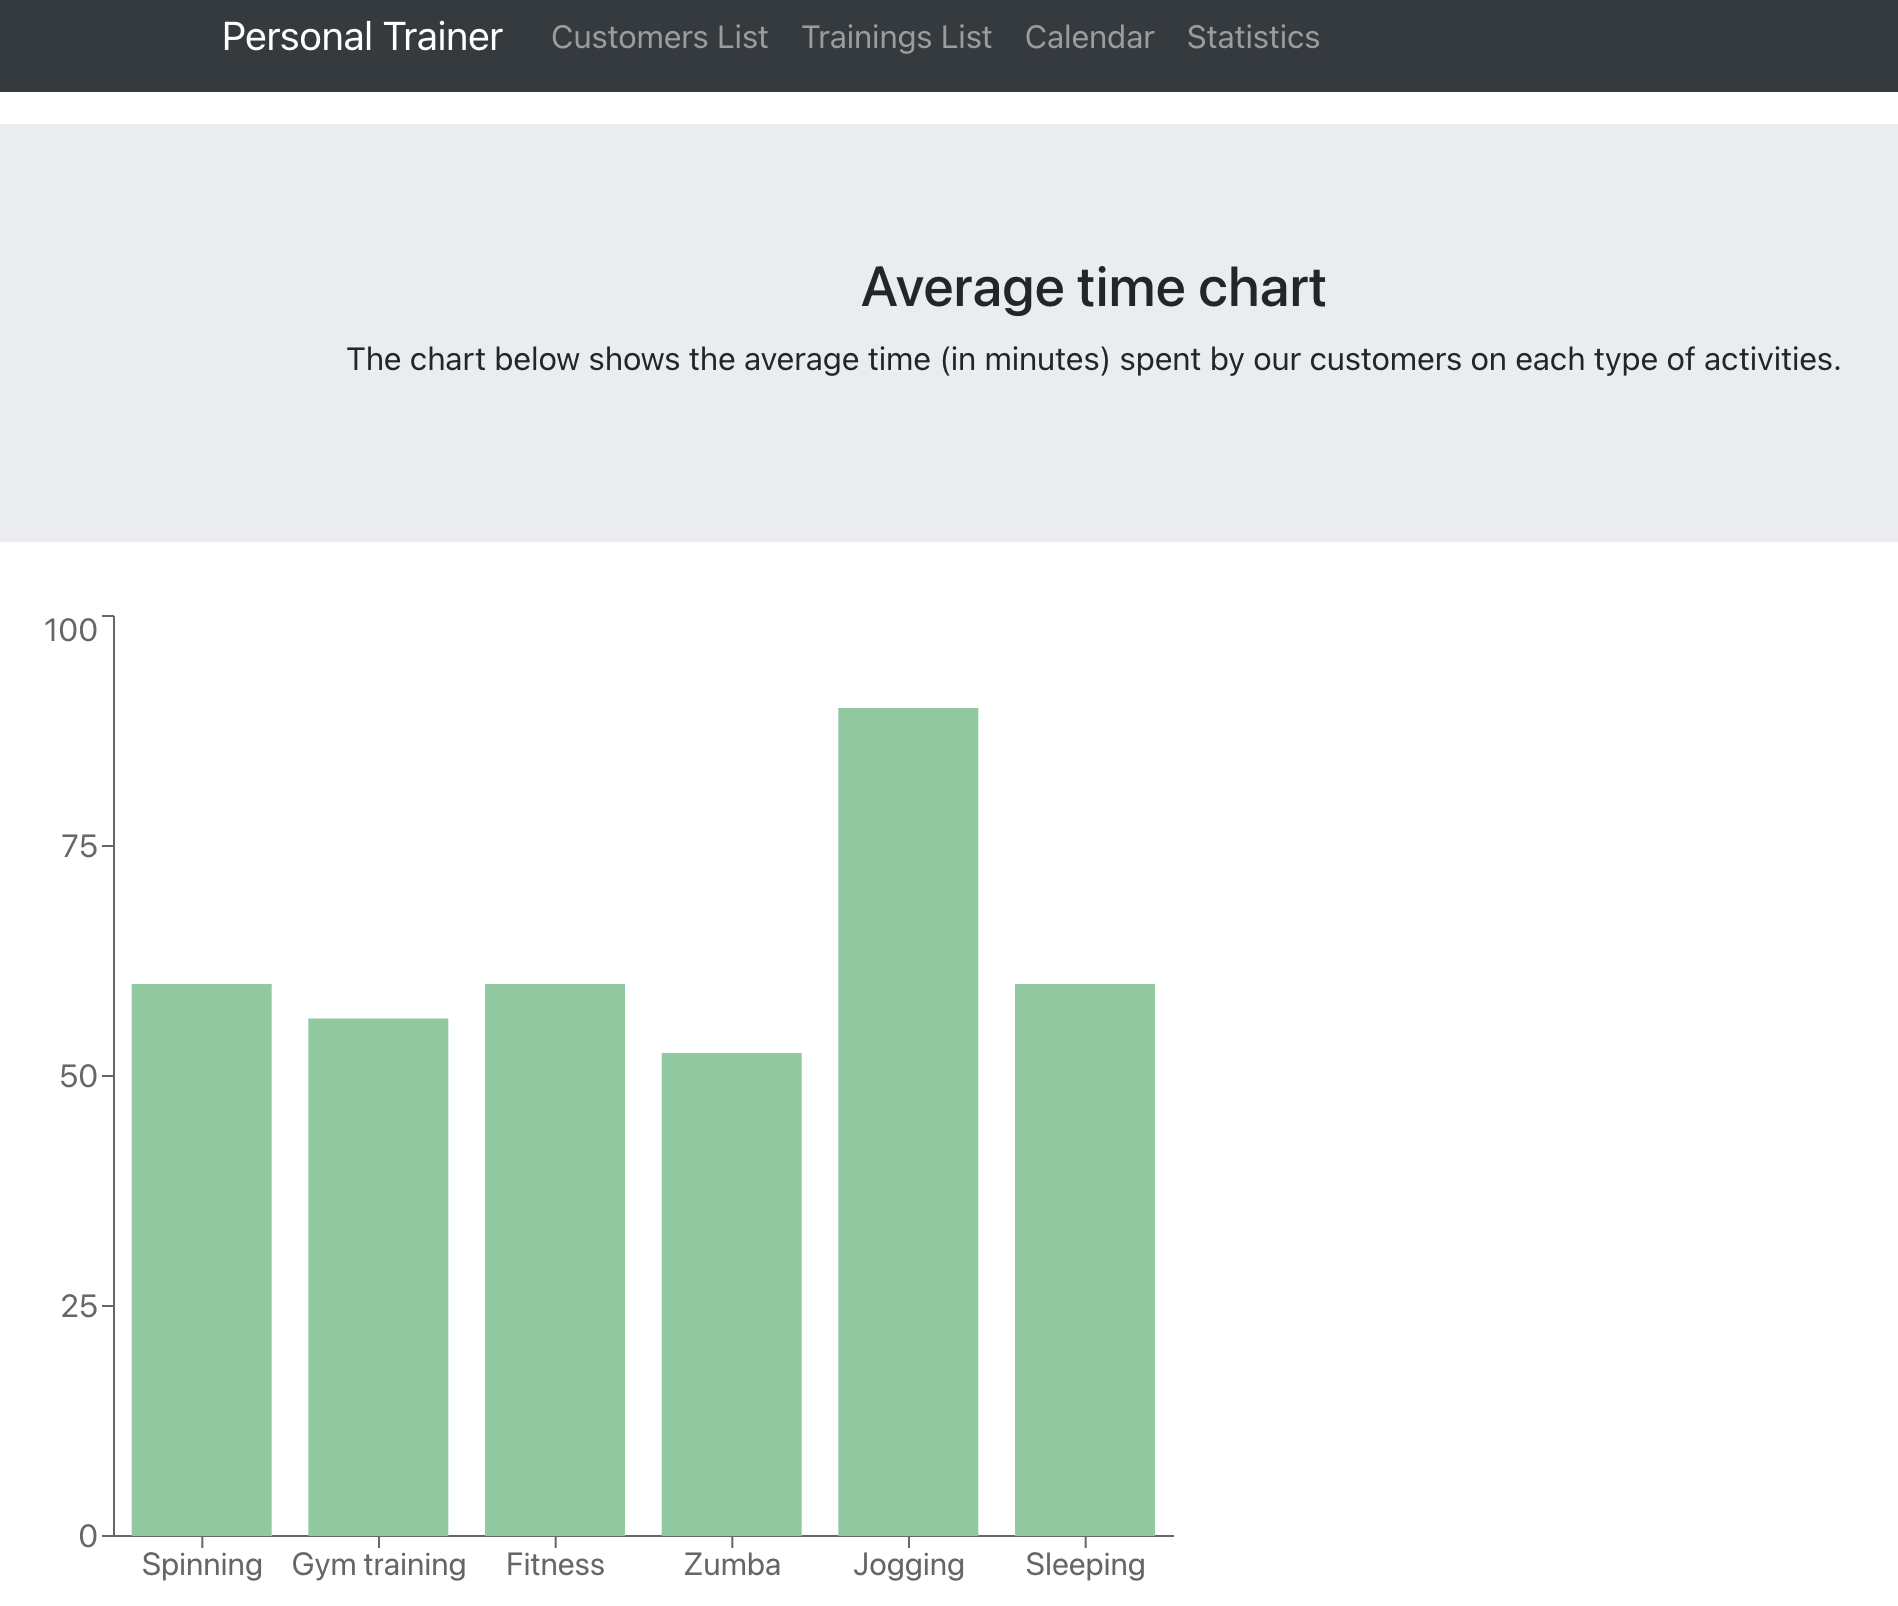 Personal Trainer Customers List Trainings List Calendar Statistics
Average time chart
The chart below shows the average time (in minutes) spent by our customers on each type of activities.
100
75
50
25
0
Spinning Gym training Fitness Zumba Jogging Sleeping